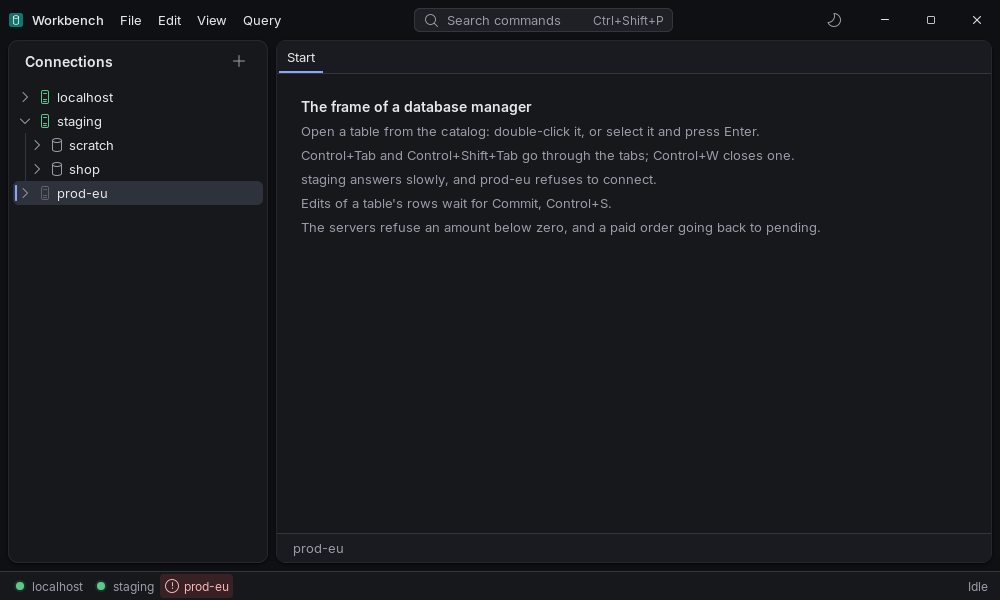 Workbench File Edit View Query Search commands Ctrl+Shift+P
Connections
localhost
staging
scratch
shop
prod-eu
Start
The frame of a database manager
Open a table from the catalog: double-click it, or select it and press Enter.
Control+Tab and Control+Shift+Tab go through the tabs; Control+W closes one.
staging answers slowly, and prod-eu refuses to connect.
Edits of a table's rows wait for Commit, Control+S.
The servers refuse an amount below zero, and a paid order going back to pending.
prod-eu
localhost staging prod-eu Idle